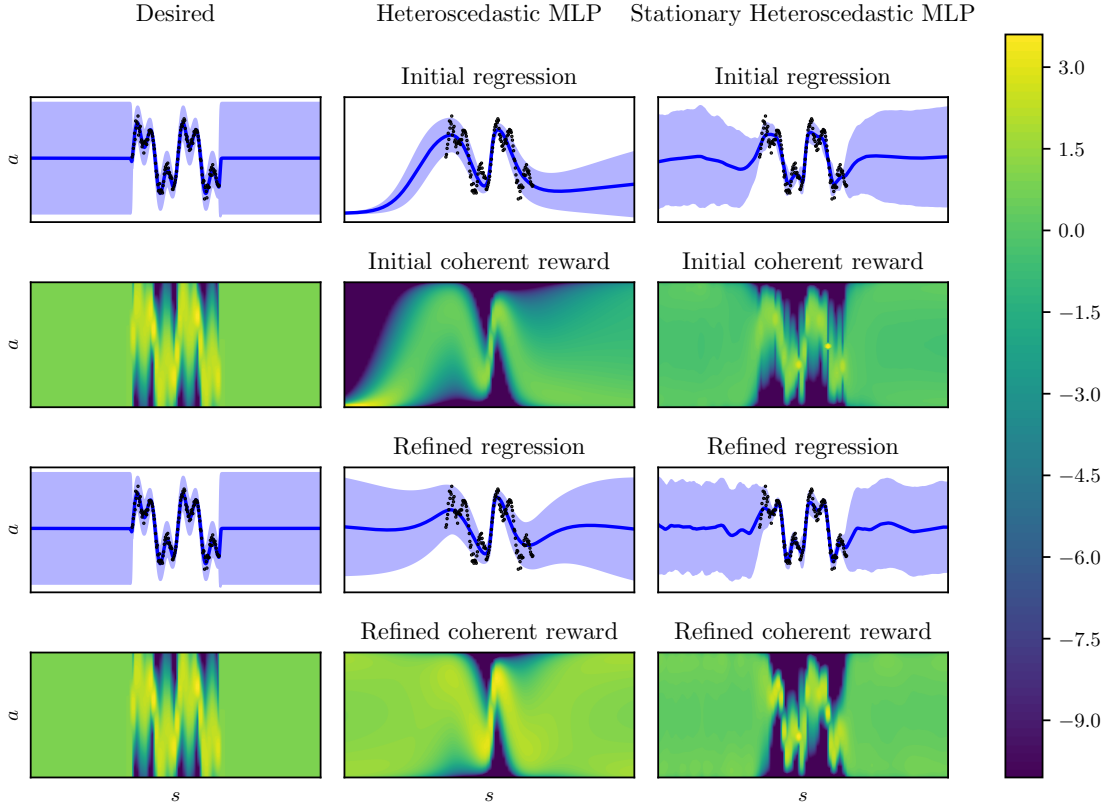 Desired Heteroscedastic MLP Stationary Heteroscedastic MLP
Initial regression Initial regression
a
Initial coherent reward Initial coherent reward
a
Refined regression Refined regression
a
Refined coherent reward Refined coherent reward
a
s s s
3.0
1.5
0.0
−1.5
−3.0
−4.5
−6.0
−7.5
−9.0